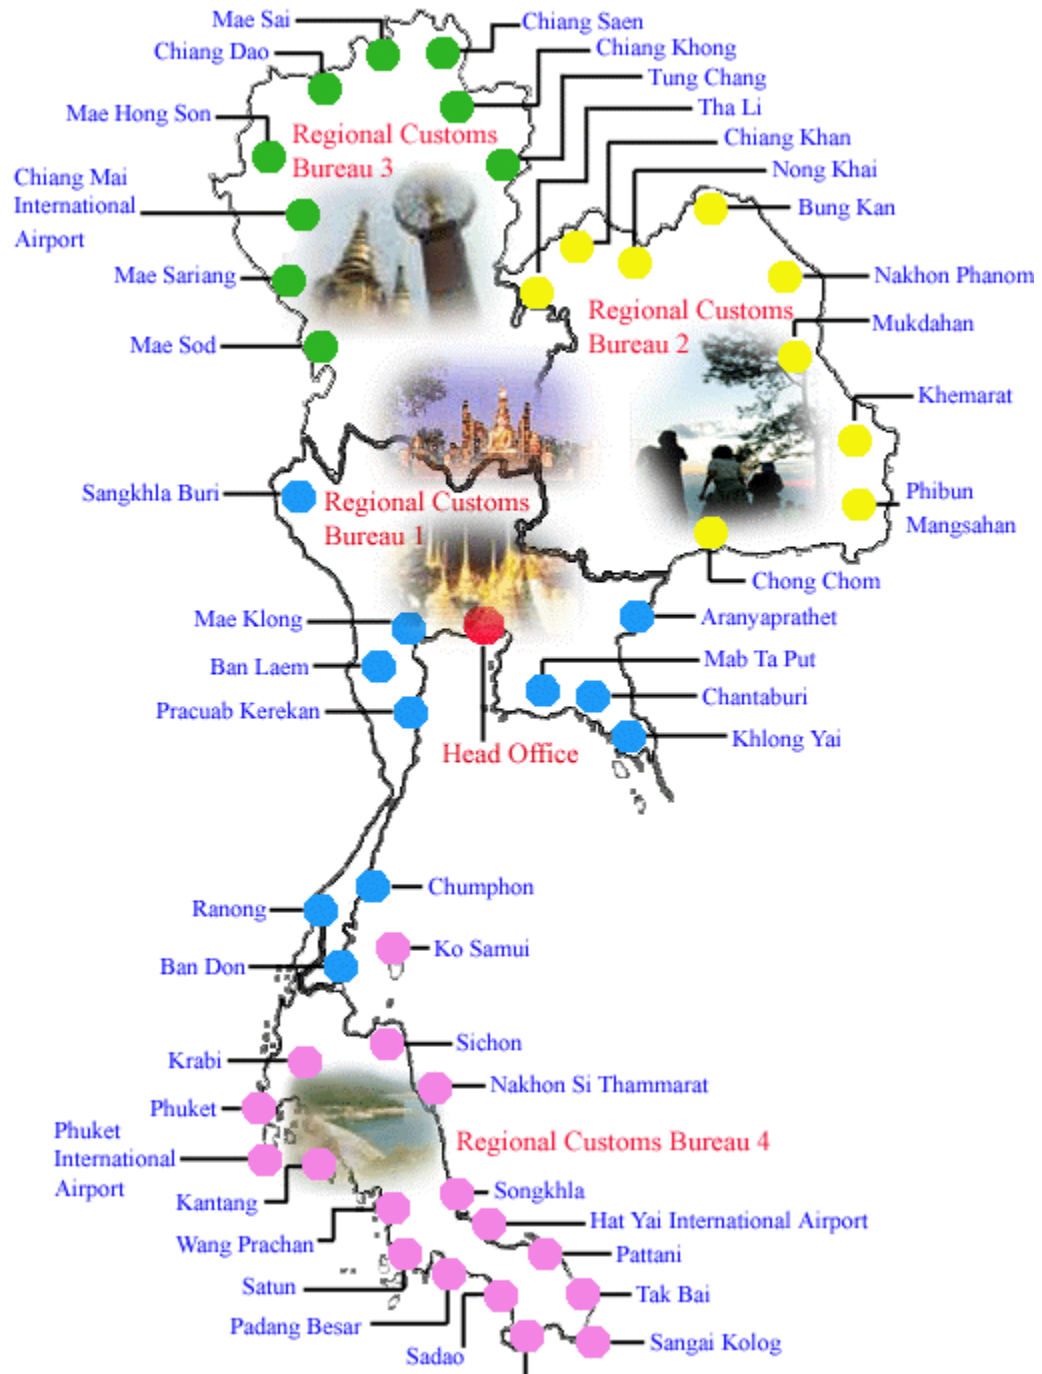 Mae Sai
Chiang Saen
Chiang Dao
Chiang Khong
Tung Chang
Mae Hong Son
Tha Li
Regional Customs
Bureau 3
Chiang Khan
Nong Khai
Chiang Mai
International
Airport
Bung Kan
Mae Sariang
Nakhon Phanom
Regional Customs
Bureau 2
Mukdahan
Mae Sod
Khemarat
Sangkhla Buri
Regional Customs
Bureau 1
Phibun
Mangsahan
Chong Chom
Mae Klong
Aranyaprathet
Ban Laem
Mab Ta Put
Pracuab Kerekan
Chantaburi
Head Office
Khlong Yai
Chumphon
Ranong
Ko Samui
Ban Don
Sichon
Krabi
Nakhon Si Thammarat
Phuket
Phuket
International
Airport
Regional Customs Bureau 4
Kantang
Songkhla
Hat Yai International Airport
Wang Prachan
Pattani
Satun
Tak Bai
Padang Besar
Sadao
Sangai Kolog